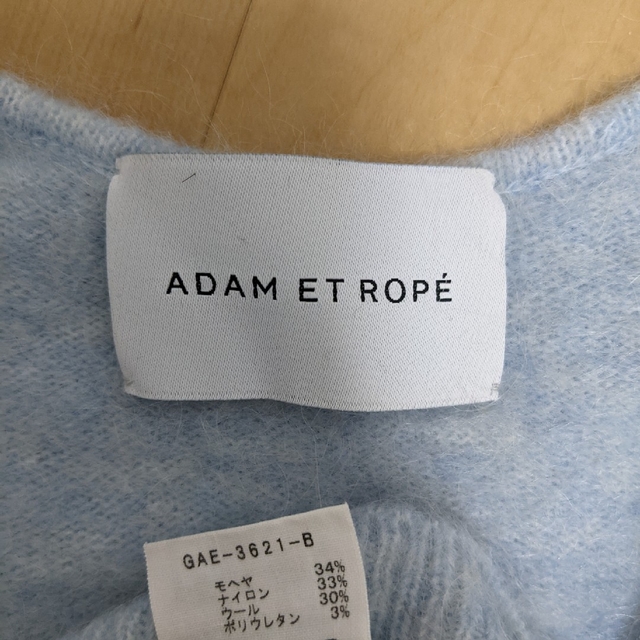 ADAM ET ROPÉ
GAE-3621-B
モヘヤ 34%
ナイロン 33%
ウール 30%
ポリウレタン 3%